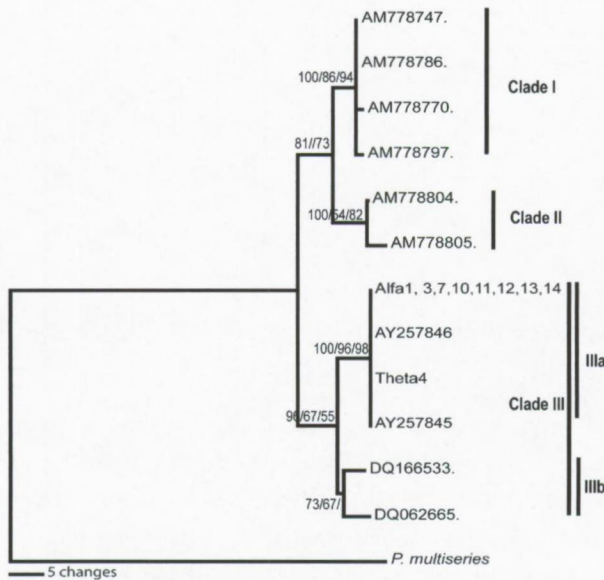 AM778747.
AM778786.
100/86/94
Clade I
AM778770.
81//73
AM778797.
AM778804.
100/54/82
Clade II
AM778805.
Alfa1, 3,7,10,11,12,13,14
AY257846
100/96/98
IIIa
Theta4
Clade III
AY257845
96/67/55
DQ166533.
IIIb
73/67/
DQ062665.
P. multiseries
5 changes